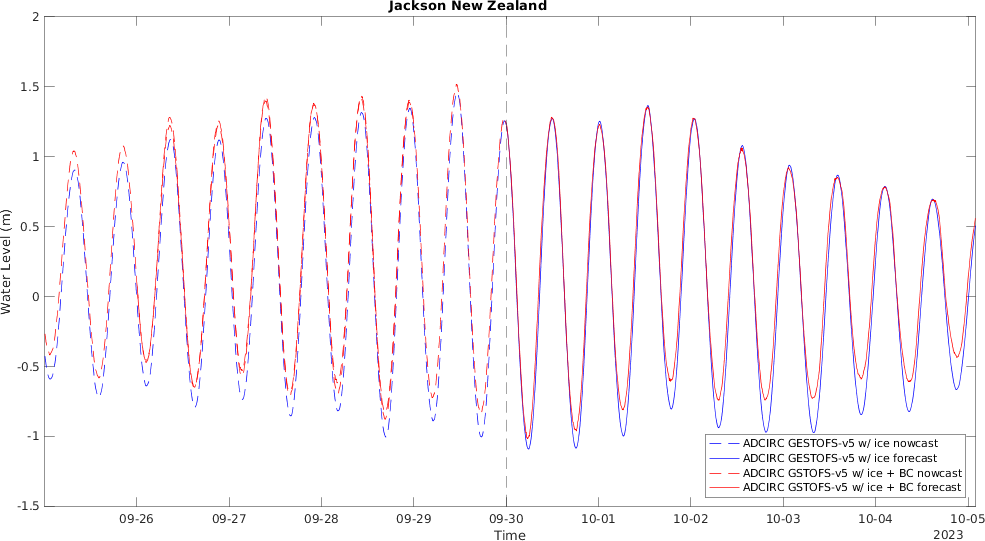 Jackson New Zealand
2
1.5
1
0.5
0
-0.5
-1
-1.5
Water Level (m)
ADCIRC GESTOFS-v5 w/ ice nowcast
ADCIRC GESTOFS-v5 w/ ice forecast
ADCIRC GSTOFS-v5 w/ ice + BC nowcast
ADCIRC GSTOFS-v5 w/ ice + BC forecast
09-26 09-27 09-28 09-29 09-30 10-01 10-02 10-03 10-04 10-05
Time
2023